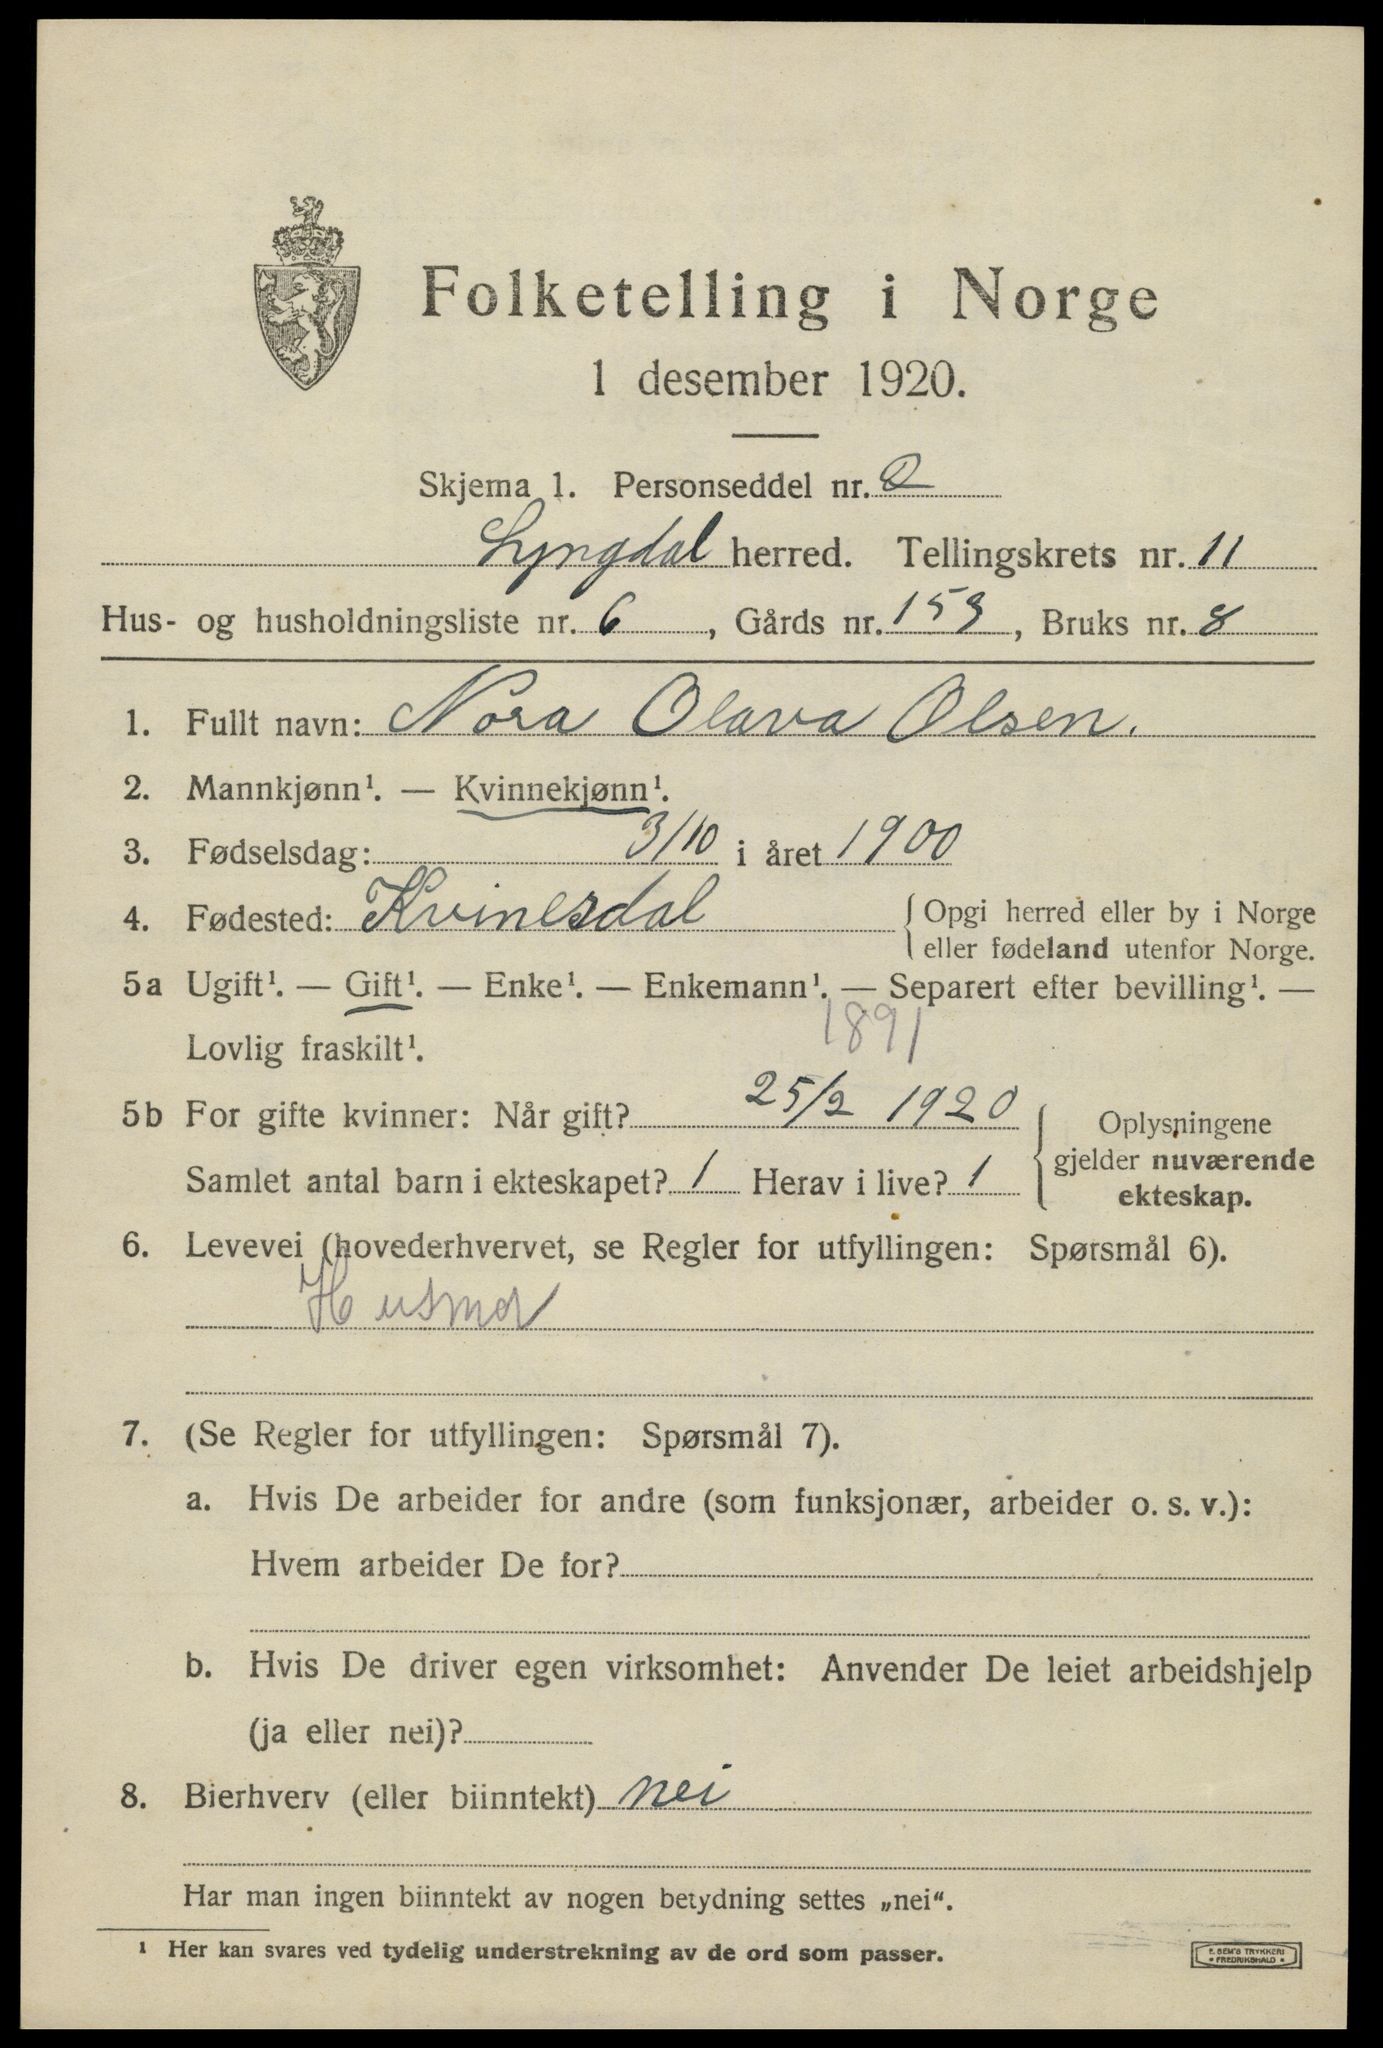 Folketelling i Norge
1 desember 1920.
Skjema 1. Personseddel nr. 2
Lyngdal herred. Tellingskrets nr. 11
Hus- og husholdningsliste nr. 6, Gårds nr. 153, Bruks nr. 8
1. Fullt navn: Nora Olava Olsen.
2. Mannkjønn¹. — Kvinnekjønn¹.
3. Fødselsdag: 3/10 i året 1900
4. Fødested: Kvinesdal { Opgi herred eller by i Norge
eller fødeland utenfor Norge.
5a Ugift¹. — Gift¹. — Enke¹. — Enkemann¹. — Separert efter bevilling¹. —
Lovlig fraskilt¹. 1891
5b For gifte kvinner: Når gift? 25/2 1920
Samlet antal barn i ekteskapet? 1 Herav i live? 1
{ Oplysningene
gjelder nuværende
ekteskap.
6. Levevei (hovederhvervet, se Regler for utfyllingen: Spørsmål 6).
Husmor
7. (Se Regler for utfyllingen: Spørsmål 7).
a. Hvis De arbeider for andre (som funksjonær, arbeider o. s. v.):
Hvem arbeider De for?
b. Hvis De driver egen virksomhet: Anvender De leiet arbeidshjelp
(ja eller nei)?
8. Bierhverv (eller biinntekt) nei
Har man ingen biinntekt av nogen betydning settes „nei“.
¹ Her kan svares ved tydelig understrekning av de ord som passer.
E. SEM'S TRYKKERI
• FREDRIKSHALD •